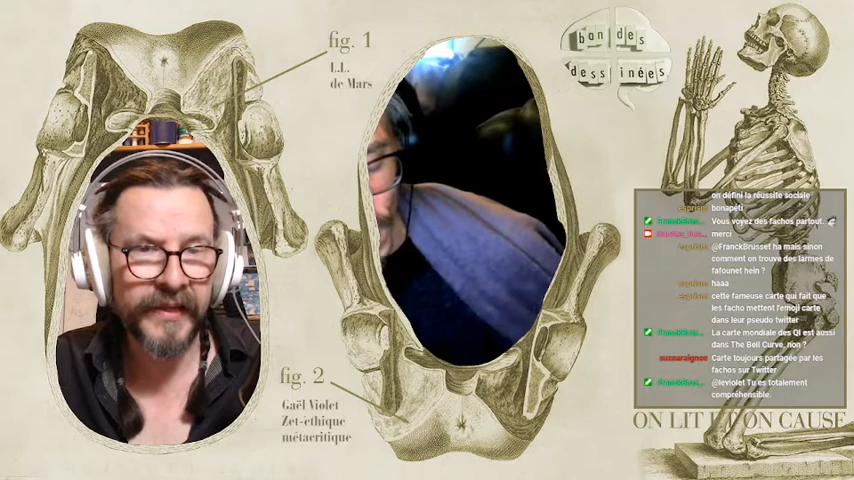 fig. 1
L.L.
de Mars
bandes
dessinées
on défini la réussite sociale
bonapéti
Vous voyez des fachos partout.
merci
@FranckBrusset ha mais sinon
comment on trouve des larmes de
fafounet hein ?
haaa
cette fameuse carte qui fait que
les facho mettent l'emoji carte
dans leur pseudo twitter
La carte mondiale des QI est aussi
dans The Bell Curve, non ?
Carte toujours partagée par les
fachos sur Twitter
@leviolet Tu es totalement
compréhensible.
ON LIT ET ON CAUSE
fig. 2
Gaël Violet
Zet-éthique
métacritique